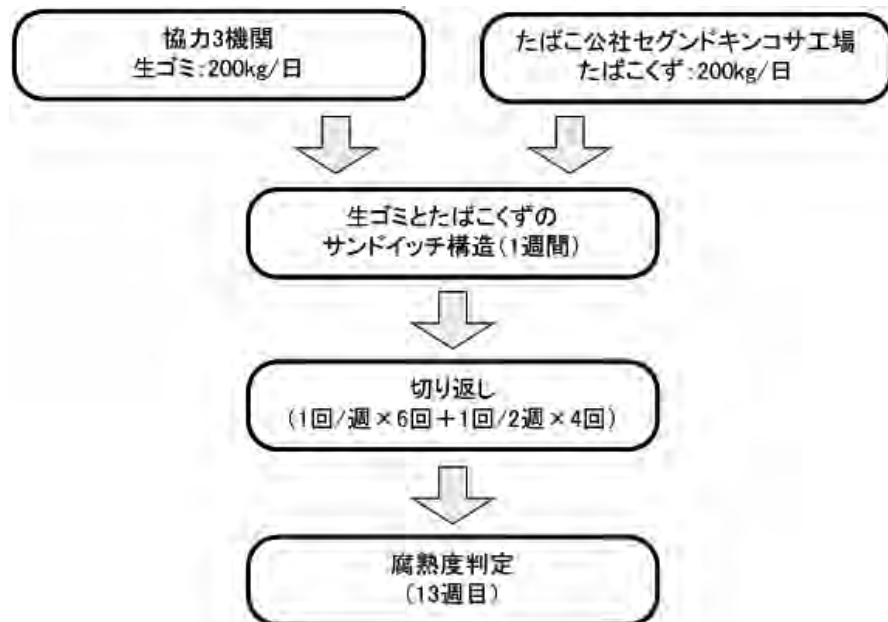 協力3機関
生ゴミ:200kg/日
たばこ公社セグンドキンコサ工場
たばこくず:200kg/日
生ゴミとたばこくずの
サンドイッチ構造(1週間)
切り返し
(1回/週×6回+1回/2週×4回)
腐熟度判定
(13週目)